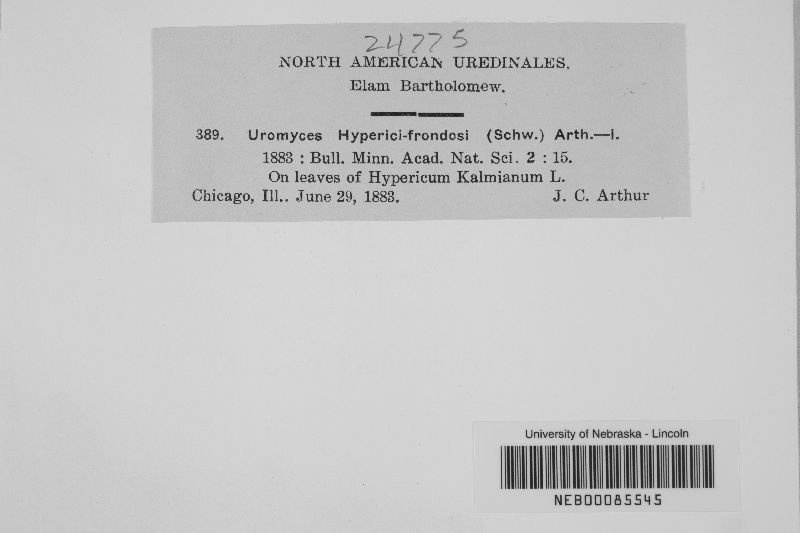 24775
NORTH AMERICAN UREDINALES.
Elam Bartholomew.
389. Uromyces Hyperici-frondosi (Schw.) Arth.—I.
1883 : Bull. Minn. Acad. Nat. Sci. 2 : 15.
On leaves of Hypericum Kalmianum L.
Chicago, Ill.. June 29, 1883. J. C. Arthur
University of Nebraska - Lincoln
NEB00085545